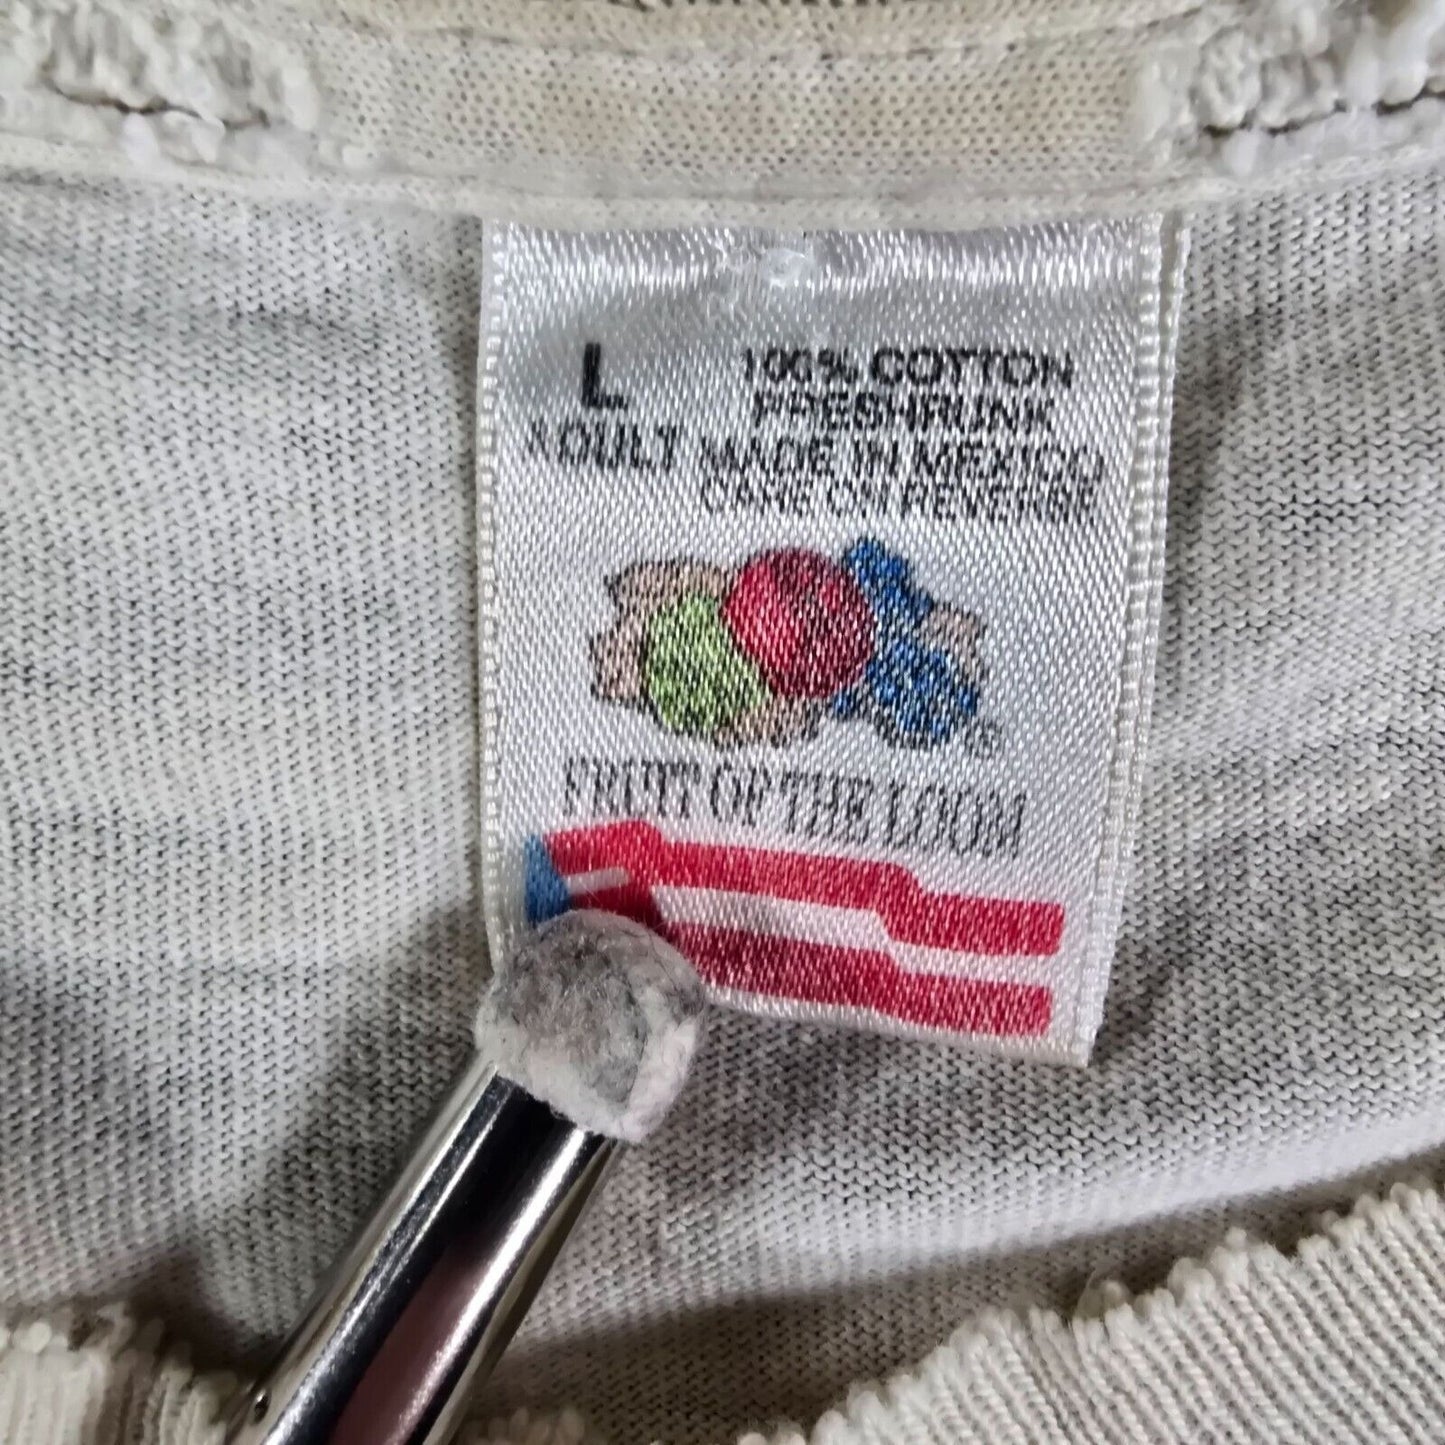 L
ADULT
100% COTTON
PRESHRUNK
MADE IN MEXICO
CARE ON REVERSE
®
FRUIT OF THE LOOM